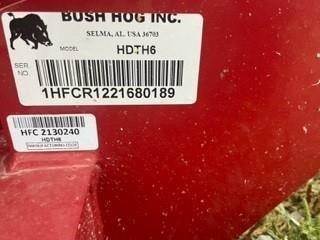 BUSH HOG INC.
SELMA, AL. USA 36703
MODEL HDTH6
SER. NO.
1HFCR1221680189
HFC 2130240
HDTH6